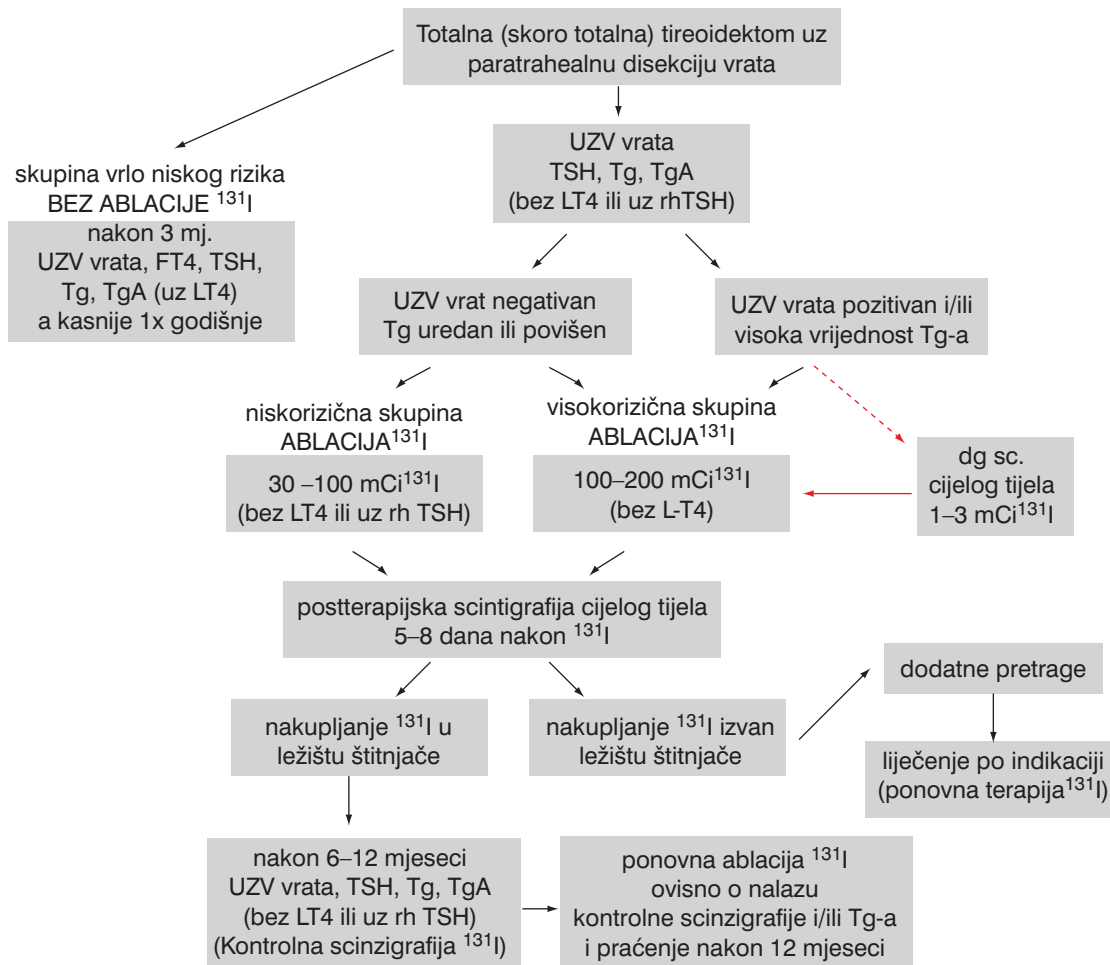 Totalna (skoro totalna) tireoidektom uz
paratrahealnu disekciju vrata
skupina vrlo niskog rizika
BEZ ABLACIJE ¹³¹I
nakon 3 mj.
UZV vrata, FT4, TSH,
Tg, TgA (uz LT4)
a kasnije 1x godišnje
UZV vrata
TSH, Tg, TgA
(bez LT4 ili uz rhTSH)
UZV vrat negativan
Tg uredan ili povišen
UZV vrata pozitivan i/ili
visoka vrijednost Tg-a
niskorizična skupina
ABLACIJA¹³¹I
30 –100 mCi¹³¹I
(bez LT4 ili uz rh TSH)
visokorizična skupina
ABLACIJA¹³¹I
100–200 mCi¹³¹I
(bez L-T4)
dg sc.
cijelog tijela
1–3 mCi¹³¹I
postterapijska scintigrafija cijelog tijela
5–8 dana nakon ¹³¹I
nakupljanje ¹³¹I u
ležištu štitnjače
nakupljanje ¹³¹I izvan
ležištu štitnjače
dodatne pretrage
liječenje po indikaciji
(ponovna terapija¹³¹I)
nakon 6–12 mjeseci
UZV vrata, TSH, Tg, TgA
(bez LT4 ili uz rh TSH)
(Kontrolna scinzigrafija ¹³¹I)
ponovna ablacija ¹³¹I
ovisno o nalazu
kontrolne scinzigrafije i/ili Tg-a
i praćenje nakon 12 mjeseci